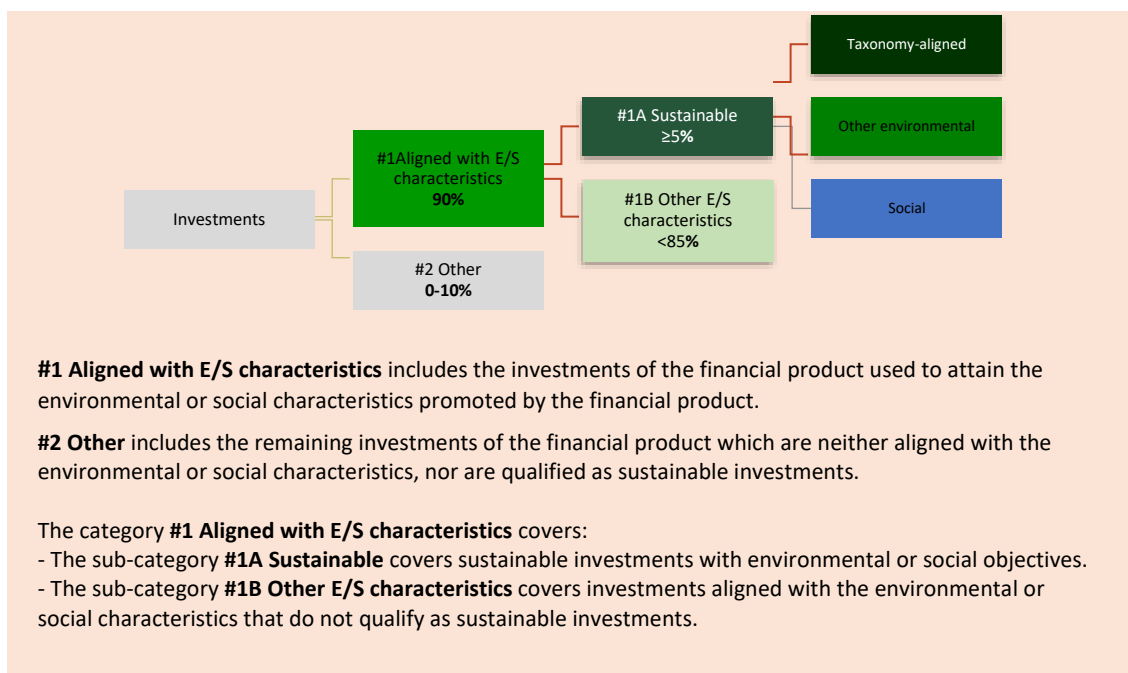 Taxonomy-aligned
#1A Sustainable
≥5%
Other environmental
#1Aligned with E/S
characteristics
90%
#1B Other E/S
characteristics
<85%
Investments
Social
#2 Other
0-10%
#1 Aligned with E/S characteristics includes the investments of the financial product used to attain the
environmental or social characteristics promoted by the financial product.
#2 Other includes the remaining investments of the financial product which are neither aligned with the
environmental or social characteristics, nor are qualified as sustainable investments.
The category #1 Aligned with E/S characteristics covers:
- The sub-category #1A Sustainable covers sustainable investments with environmental or social objectives.
- The sub-category #1B Other E/S characteristics covers investments aligned with the environmental or
social characteristics that do not qualify as sustainable investments.